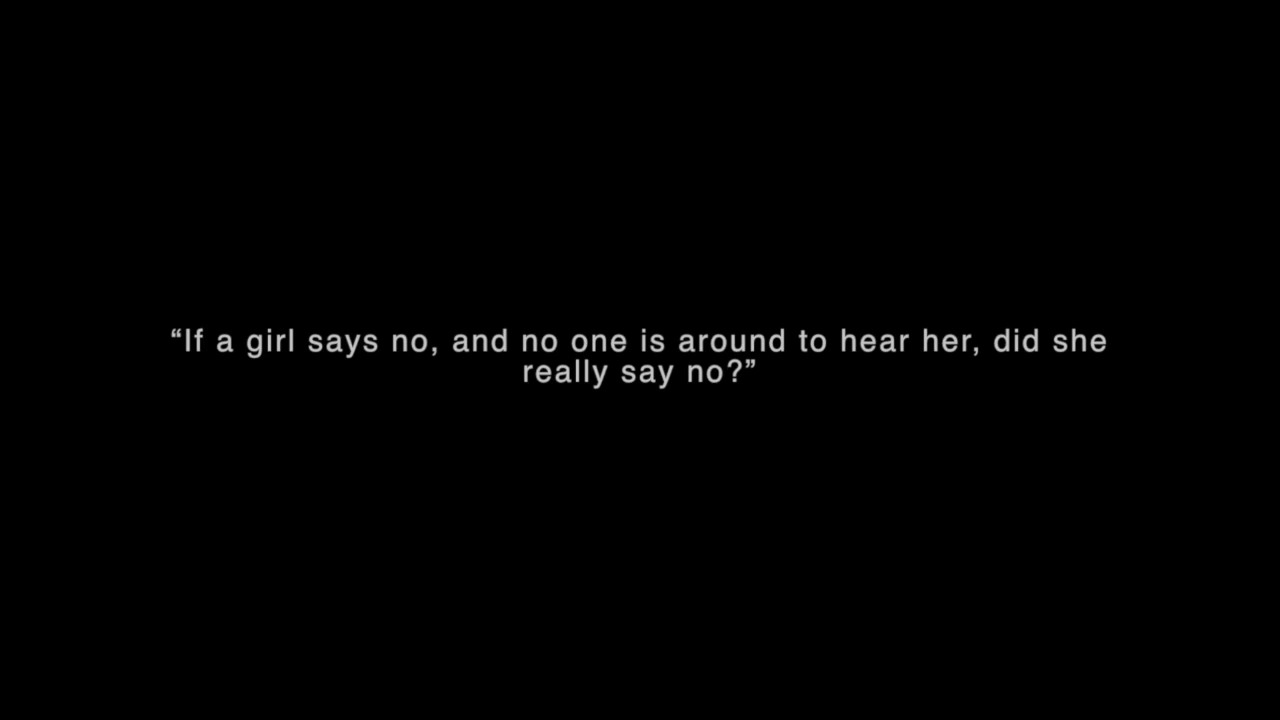 “If a girl says no, and no one is around to hear her, did she
really say no?”